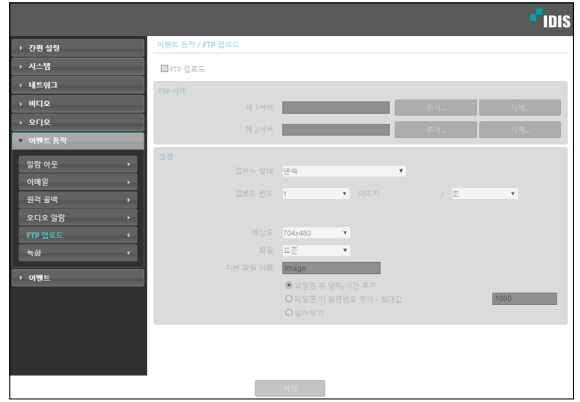 IDIS
간편 설정
시스템
네트워크
비디오
오디오
이벤트 동작
알람 아웃
이메일
원격 콜백
오디오 알람
FTP 업로드
녹화
이벤트
이벤트 동작 / FTP 업로드
FTP 업로드
FTP 서버
제 1서버 추가... 삭제...
제 2서버 추가... 삭제...
설정
업로드 형태 연속
업로드 빈도 1 이미지 / 초
해상도 704x480
화질 표준
기본 파일 이름 image
파일명 뒤 날짜/시간 추가
파일명 뒤 일련번호 추가 - 최대값 1000
덮어쓰기
저장